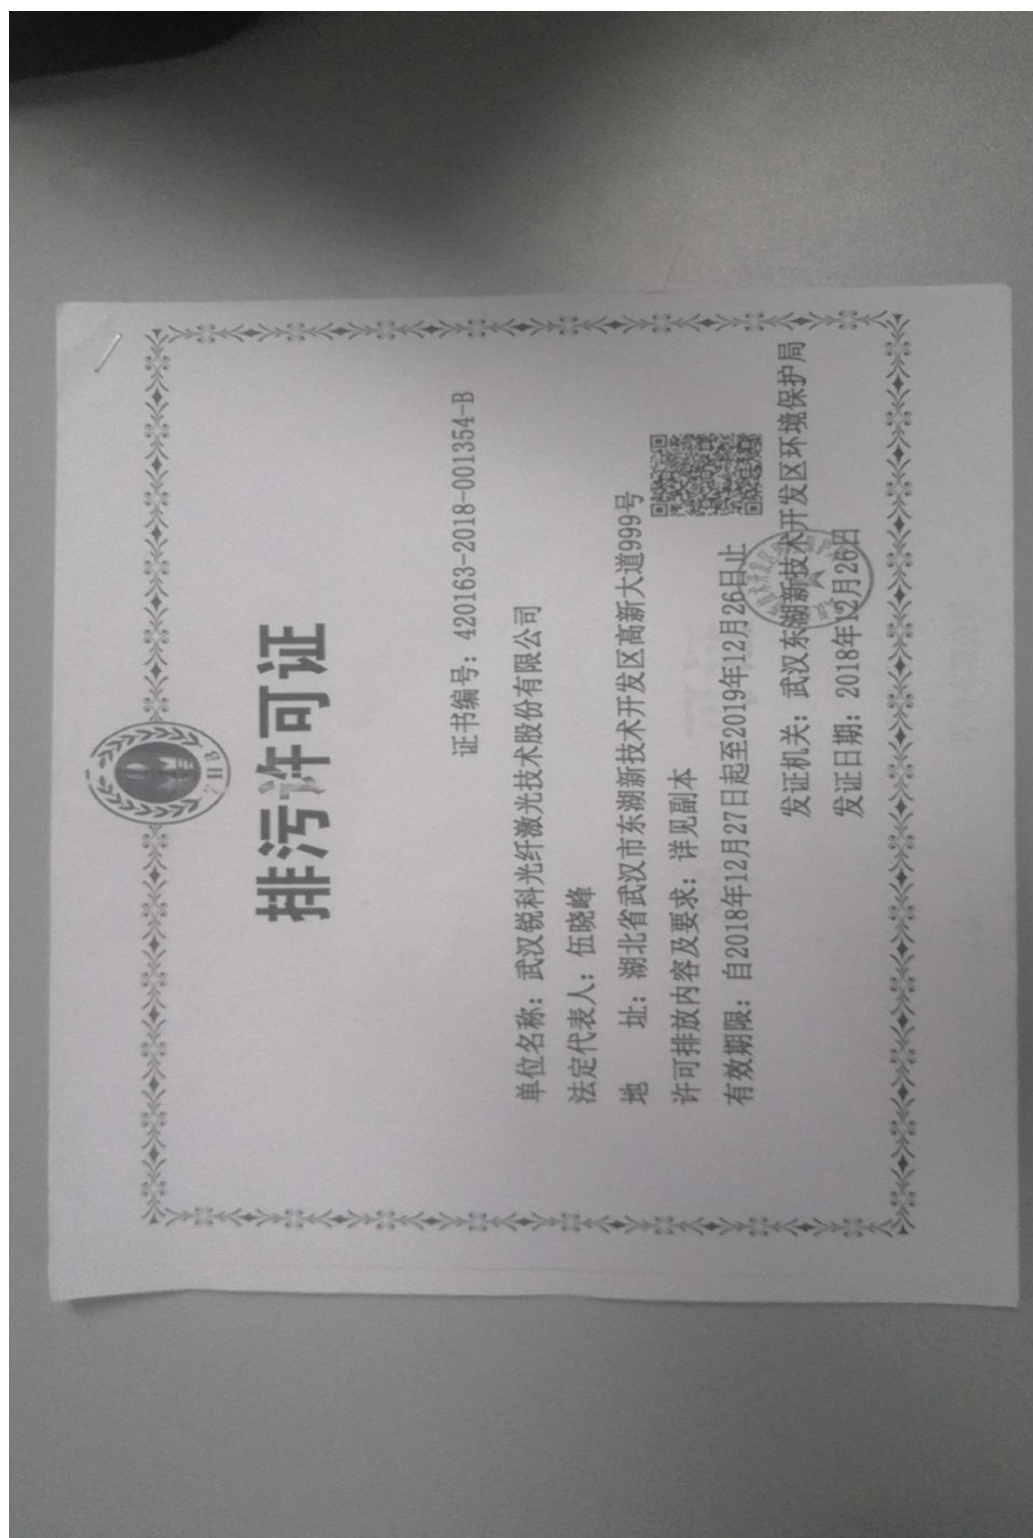 ZHB
排污许可证
证书编号：420163-2018-001354-B
单位名称：武汉锐科光纤激光技术股份有限公司
法定代表人：伍晓峰
地 址：湖北省武汉市东湖新技术开发区高新大道999号
许可排放内容及要求：详见副本
有效期限：自2018年12月27日起至2019年12月26日止
发证机关：武汉东湖新技术开发区环境保护局
发证日期：2018年12月26日